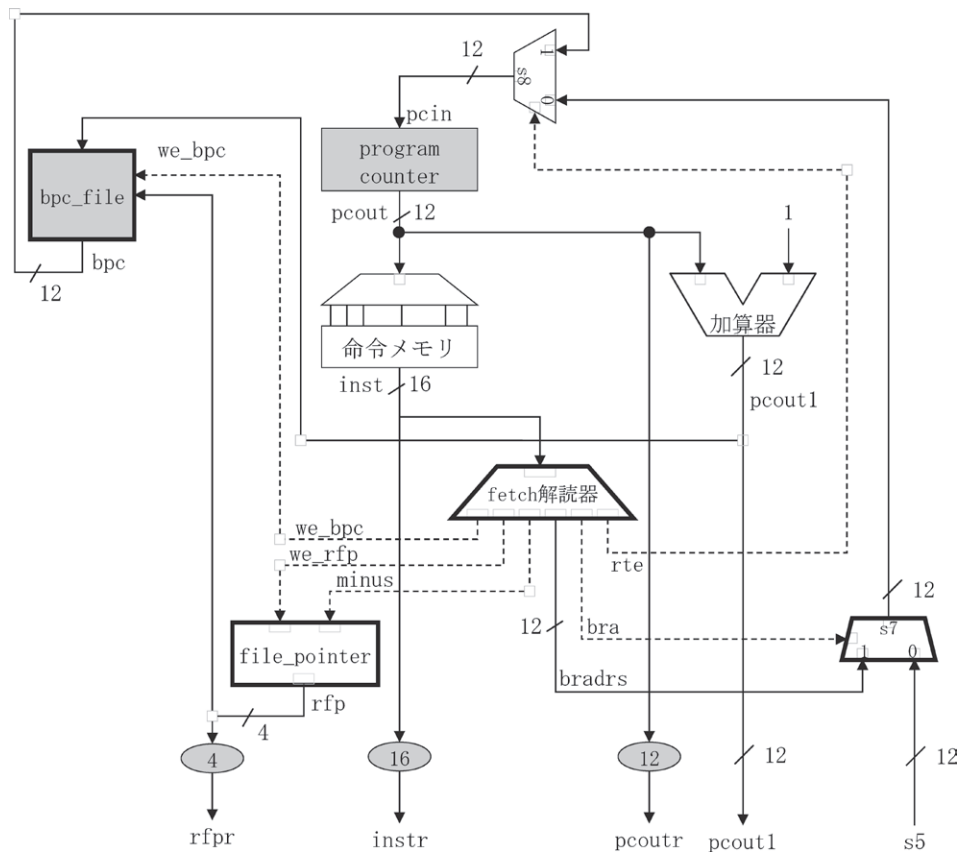 12
1
s8
0
pcin
we_bpc
program
counter
bpc_file
pcout
12
1
bpc
12
加算器
命令メモリ
inst
16
12
pcout1
fetch解読器
we_bpc
we_rfp
rte
minus
12
12
bra
s7
file_pointer
1
0
bradrs
rfp
4
4
16
12
12
12
rfpr
instr
pcoutr
pcout1
s5